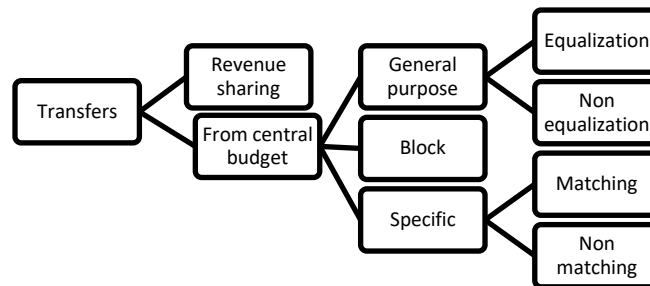 Transfers
Revenue
sharing
From central
budget
General
purpose
Block
Specific
Equalization
Non
equalization
Matching
Non
matching